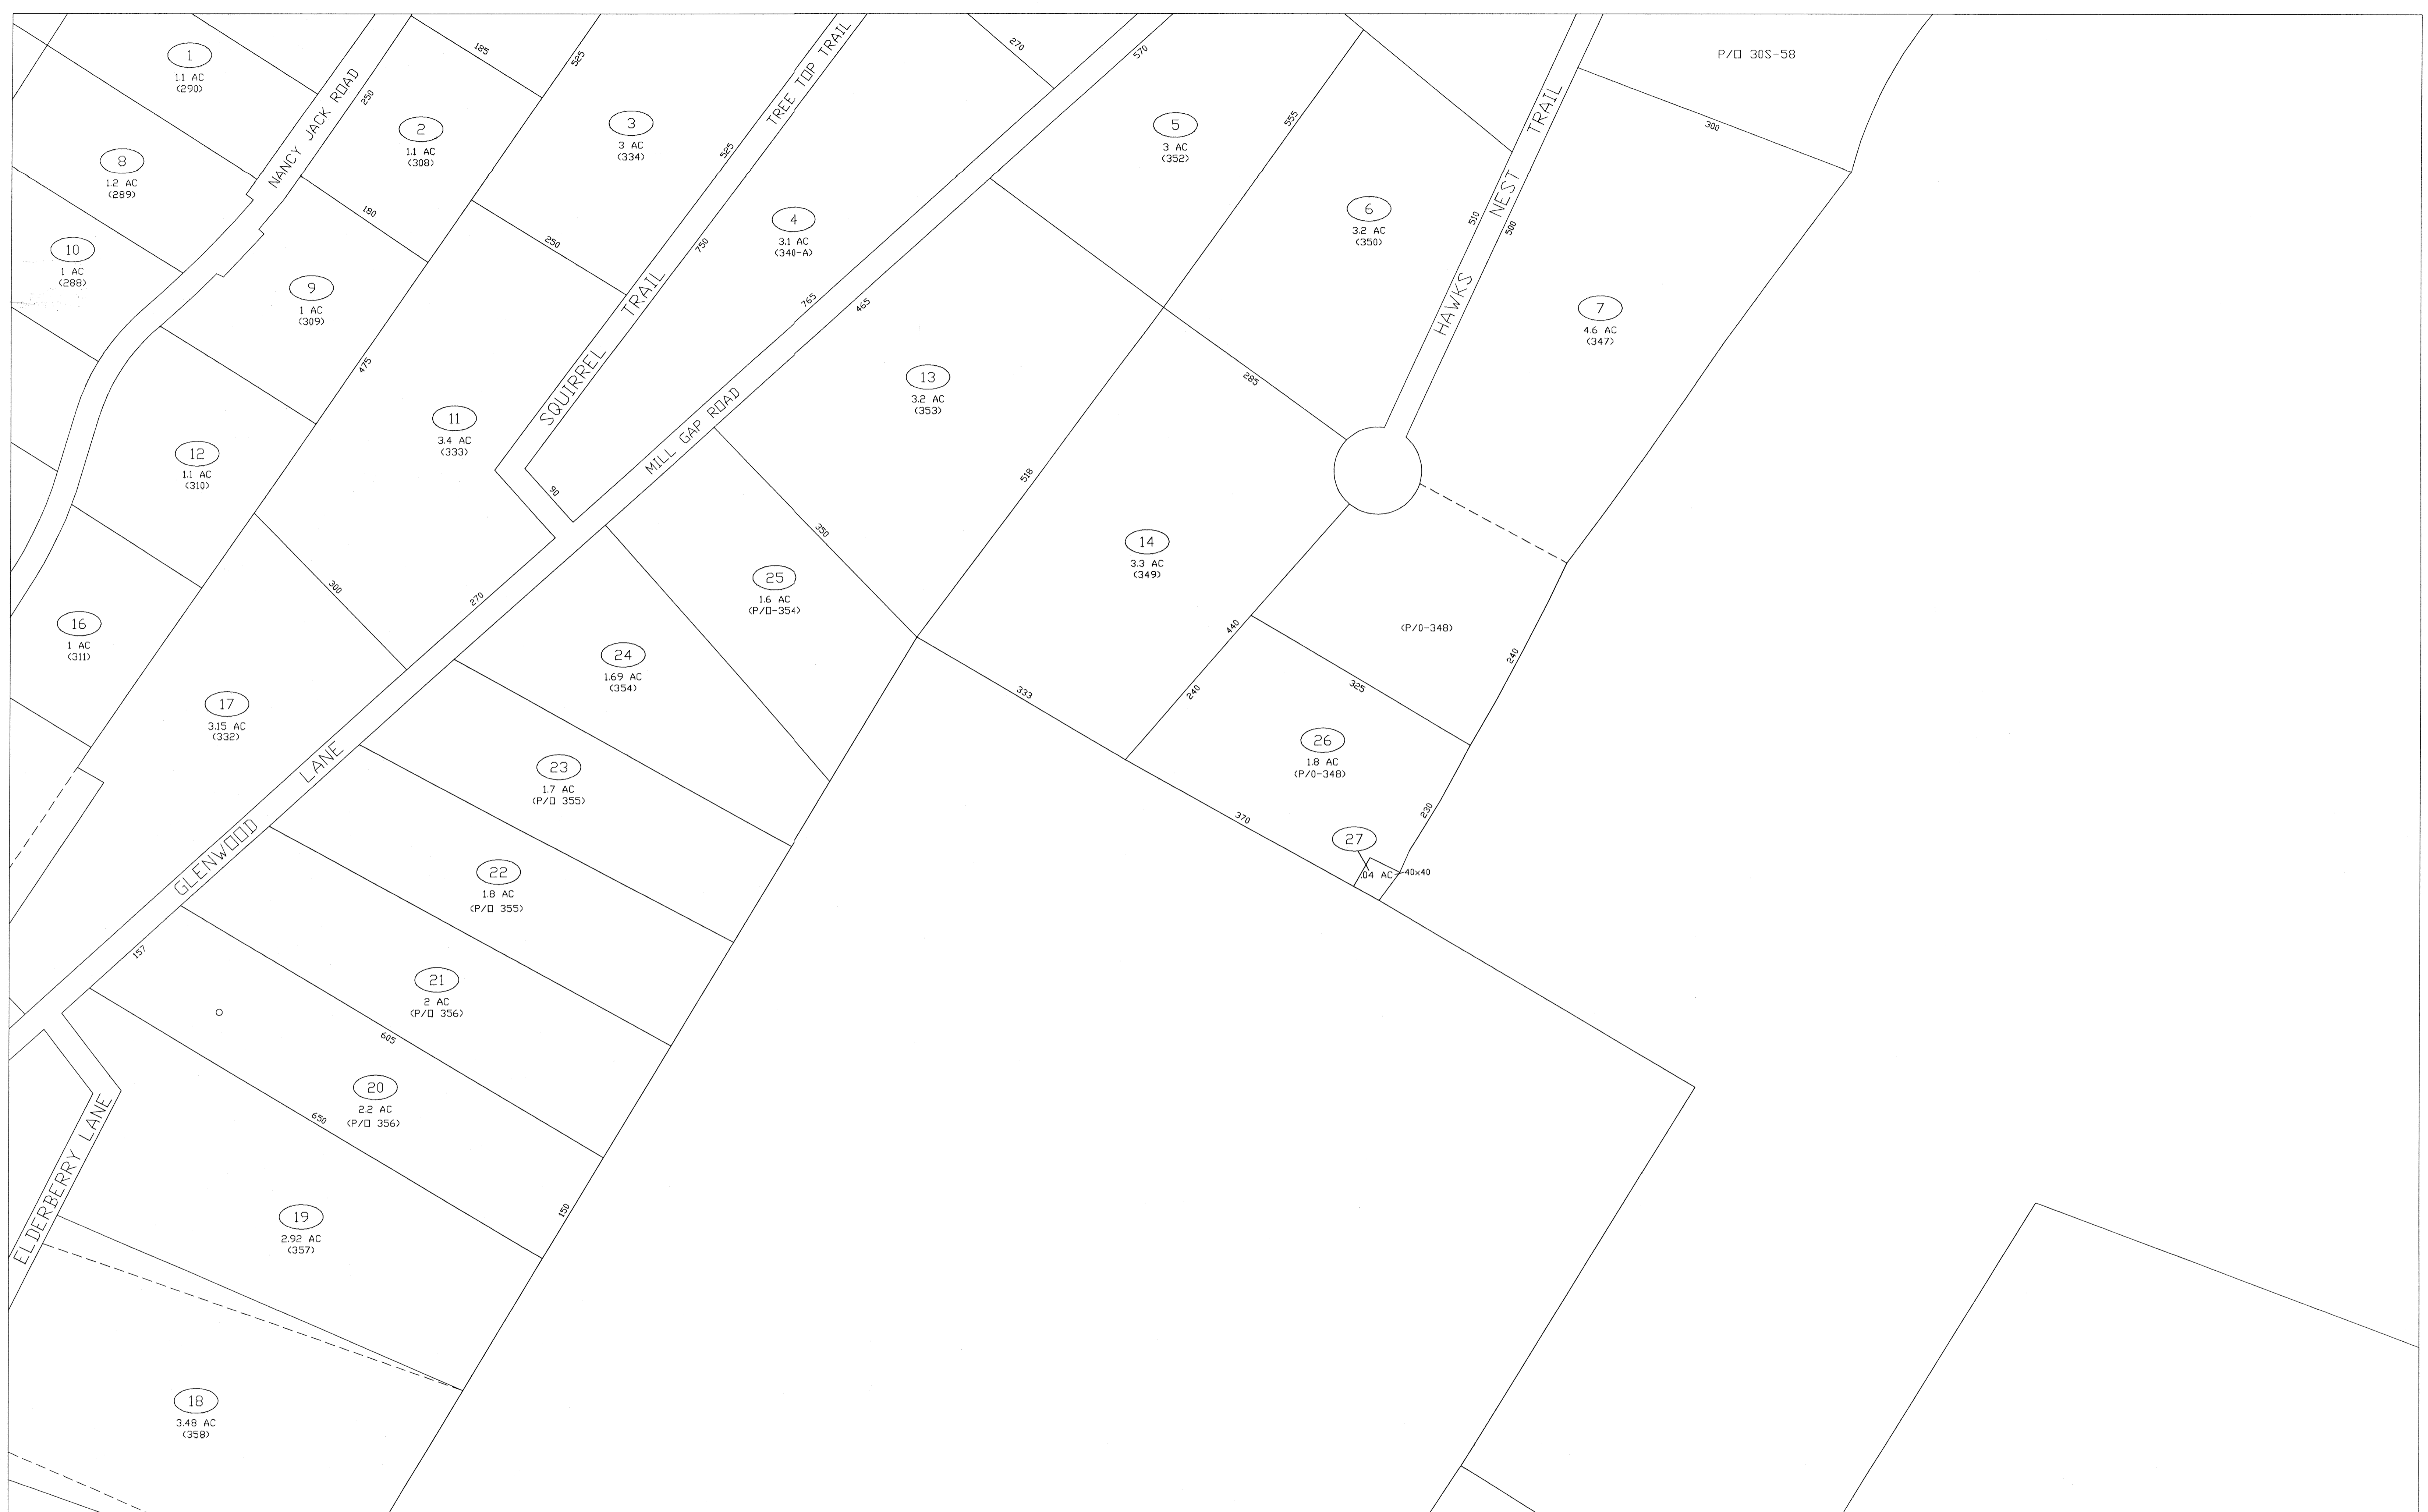 1
1.1 AC
(290)
NANCY JACK ROAD
250
185
525
2
1.1 AC
(308)
3
3 AC
(334)
TREE TOP TRAIL
525
270
570
5
3 AC
(352)
555
HAWKS NEST TRAIL
510
500
P/O 30S-58
300
8
1.2 AC
(289)
180
4
3.1 AC
(340-A)
6
3.2 AC
(350)
10
1 AC
(288)
9
1 AC
(309)
250
750
SQUIRREL TRAIL
765
465
7
4.6 AC
(347)
475
11
3.4 AC
(333)
13
3.2 AC
(353)
285
MILL GAP ROAD
12
1.1 AC
(310)
90
350
518
14
3.3 AC
(349)
300
270
25
1.6 AC
(P/O-354)
16
1 AC
(311)
24
1.69 AC
(354)
440
(P/O-348)
240
17
3.15 AC
(332)
333
240
325
LANE
23
1.7 AC
(P/O 355)
26
1.8 AC
(P/O-348)
370
230
GLENWOOD
22
1.8 AC
(P/O 355)
27
.04 AC
40x40
157
21
2 AC
(P/O 356)
605
20
2.2 AC
(P/O 356)
650
ELDERBERRY LANE
150
19
2.92 AC
(357)
18
3.48 AC
(358)